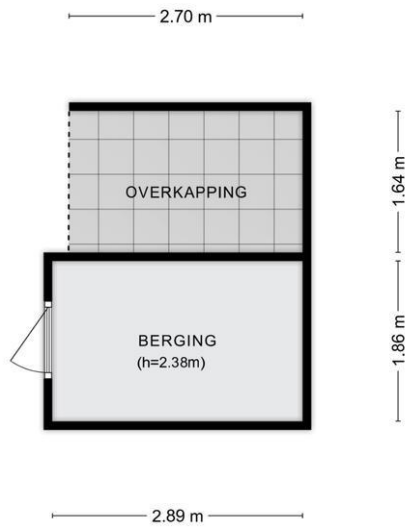 2.70 m
OVERKAPPING
1.64 m
BERGING
(h=2.38m)
1.86 m
2.89 m